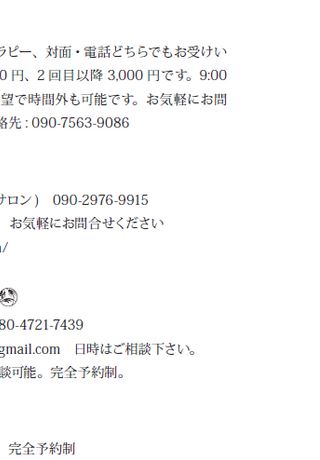 ラピー、対面・電話どちらでもお受けい
0 円、2 回目以降 3,000 円です。9:00
望で時間外も可能です。お気軽にお問
絡先 : 090-7563-9086
サロン ) 090-2976-9915
お気軽にお問合せください
/
80-4721-7439
gmail.com 日時はご相談下さい。
談可能。完全予約制。
完全予約制